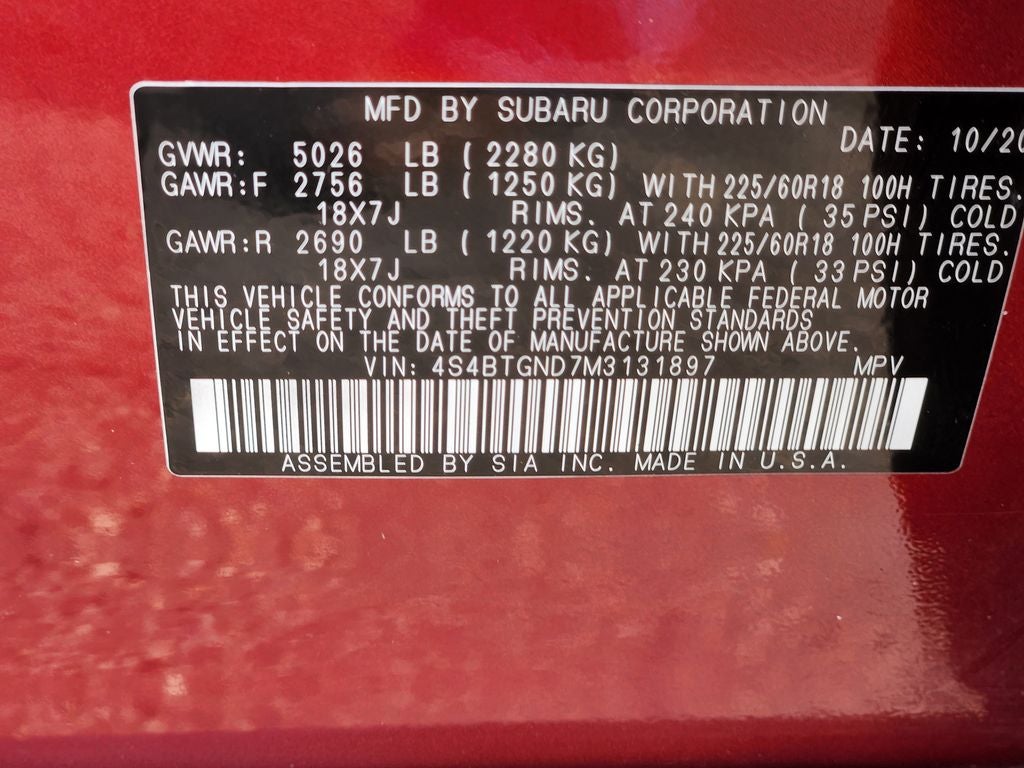 MFD BY SUBARU CORPORATION
DATE: 10/20
GVWR: 5026 LB ( 2280 KG)
GAWR:F 2756 LB ( 1250 KG) WITH 225/60R18 100H TIRES.
18X7J RIMS. AT 240 KPA ( 35 PSI) COLD
GAWR:R 2690 LB ( 1220 KG) WITH 225/60R18 100H TIRES.
18X7J RIMS. AT 230 KPA ( 33 PSI) COLD
THIS VEHICLE CONFORMS TO ALL APPLICABLE FEDERAL MOTOR
VEHICLE SAFETY AND THEFT PREVENTION STANDARDS
IN EFFECT ON THE DATE OF MANUFACTURE SHOWN ABOVE.
VIN: 4S4BTGND7M3131897 MPV
ASSEMBLED BY SIA INC. MADE IN U.S.A.